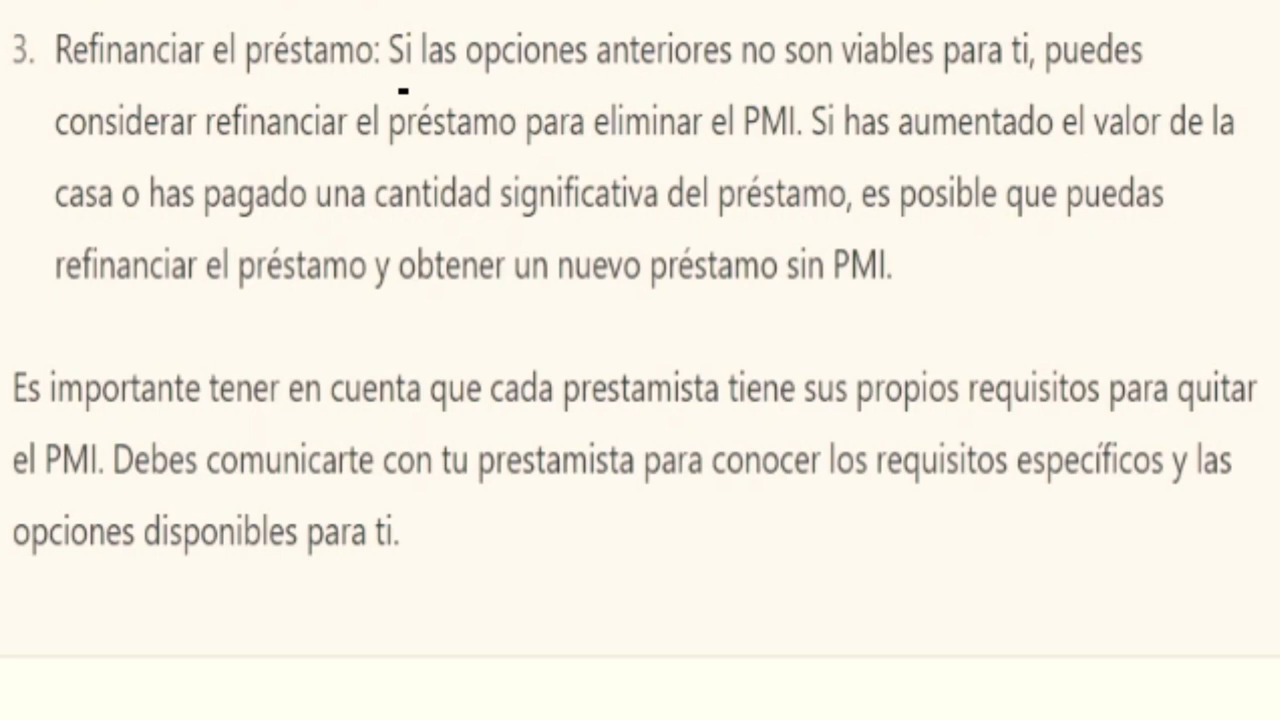 3. Refinanciar el préstamo: Si las opciones anteriores no son viables para ti, puedes
considerar refinanciar el préstamo para eliminar el PMI. Si has aumentado el valor de la
casa o has pagado una cantidad significativa del préstamo, es posible que puedas
refinanciar el préstamo y obtener un nuevo préstamo sin PMI.
Es importante tener en cuenta que cada prestamista tiene sus propios requisitos para quitar
el PMI. Debes comunicarte con tu prestamista para conocer los requisitos específicos y las
opciones disponibles para ti.